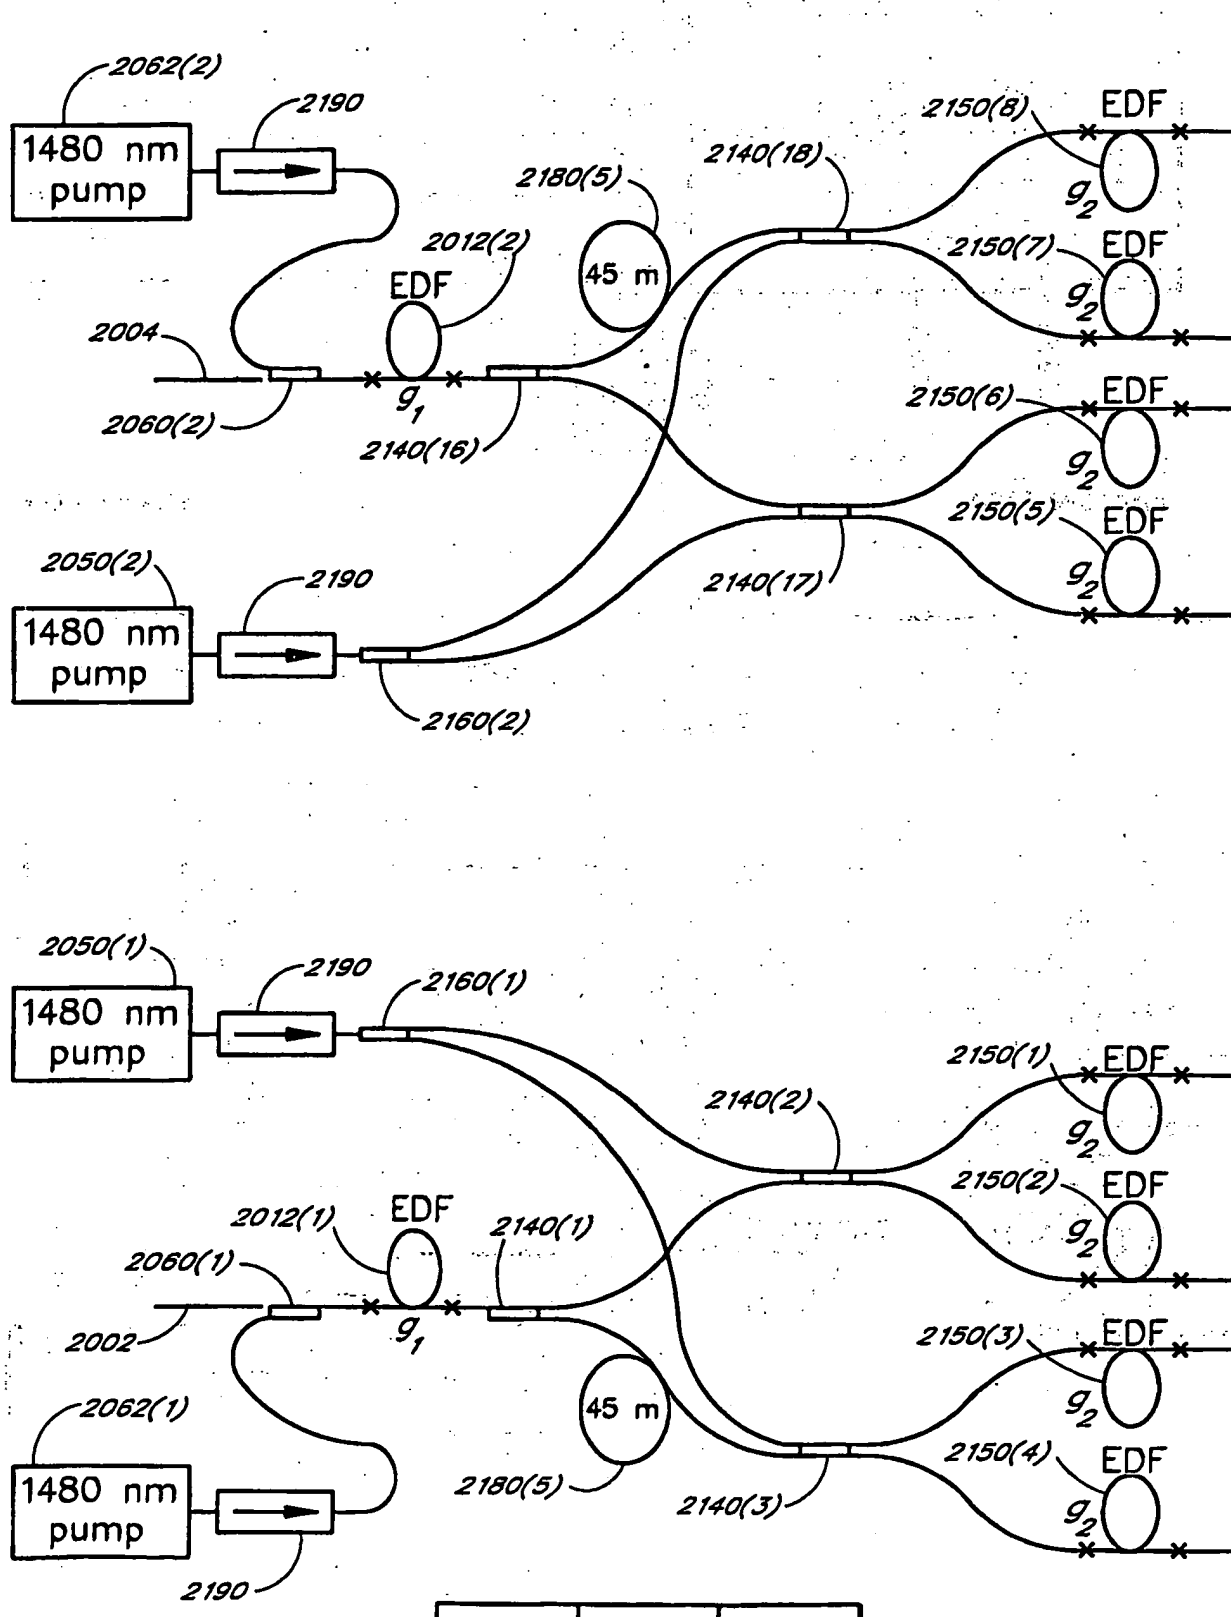 2062(2)
2190
1480 nm
pump
2150(8)
EDF
g2
2140(18)
2180(5)
45 m
2012(2)
EDF
g1
2150(7)
EDF
g2
2004
2060(2)
2140(16)
2150(6)
EDF
g2
2150(5)
EDF
g2
2050(2)
2190
1480 nm
pump
2140(17)
2160(2)
2050(1)
2190
2160(1)
1480 nm
pump
2150(1)
EDF
g2
2140(2)
2150(2)
EDF
g2
2012(1)
EDF
g1
2140(1)
2060(1)
2002
2150(3)
EDF
g2
2062(1)
45 m
2180(5)
2140(3)
2150(4)
EDF
g2
1480 nm
pump
2190